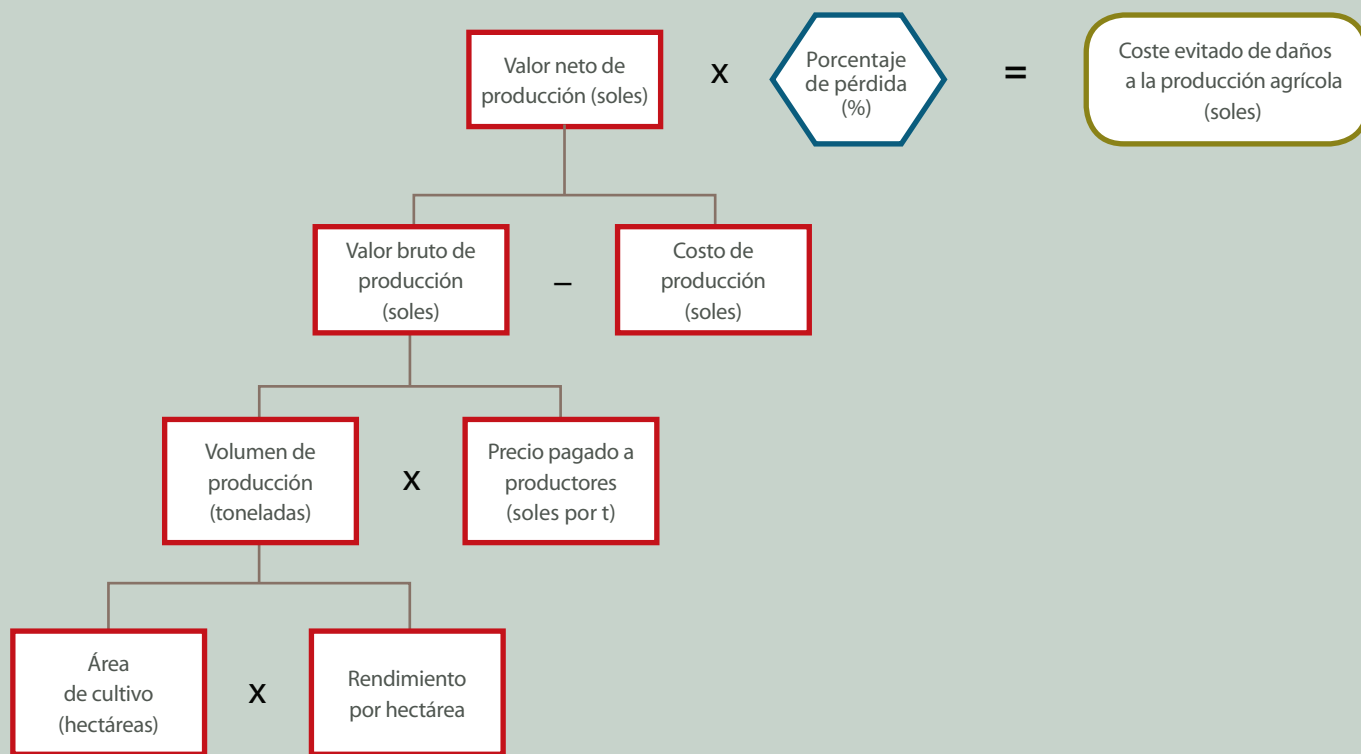 Valor neto de
producción (soles)
x
Porcentaje
de pérdida
(%)
=
Coste evitado de daños
a la producción agrícola
(soles)
Valor bruto de
producción
(soles)
–
Costo de
producción
(soles)
Volumen de
producción
(toneladas)
x
Precio pagado a
productores
(soles por t)
Área
de cultivo
(hectáreas)
x
Rendimiento
por hectárea